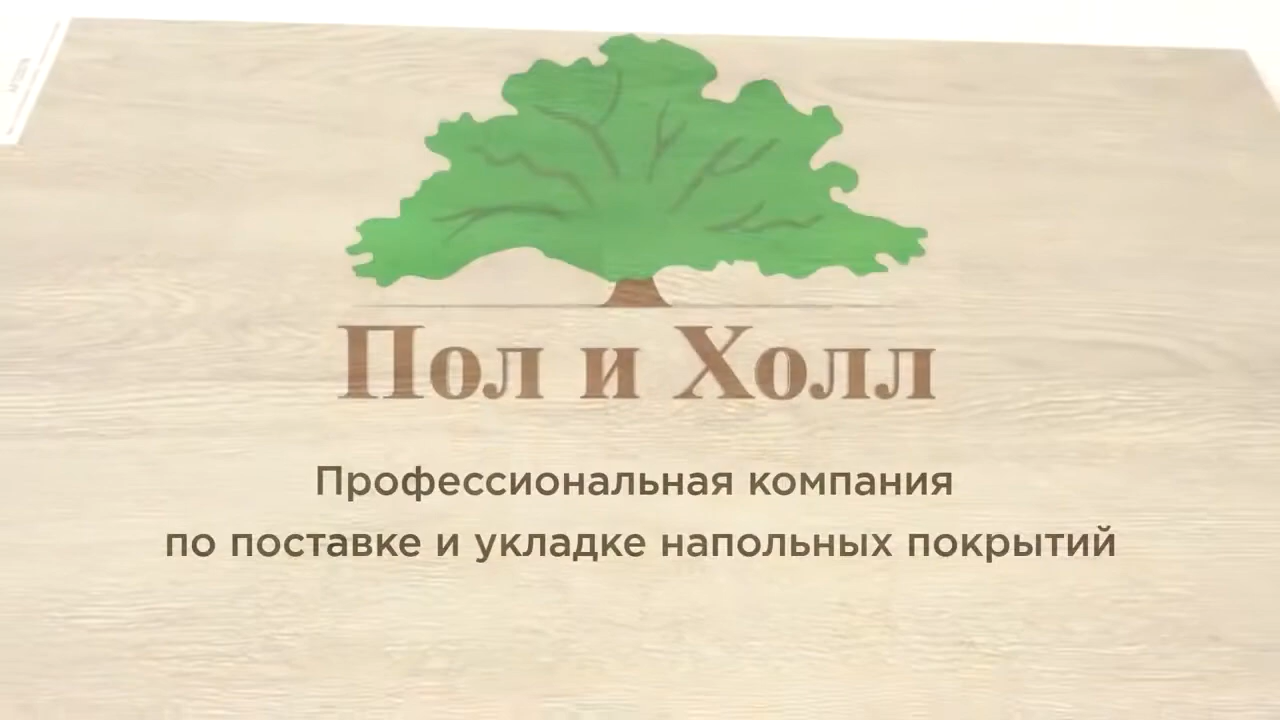 Пол и Холл
Профессиональная компания
по поставке и укладке напольных покрытий